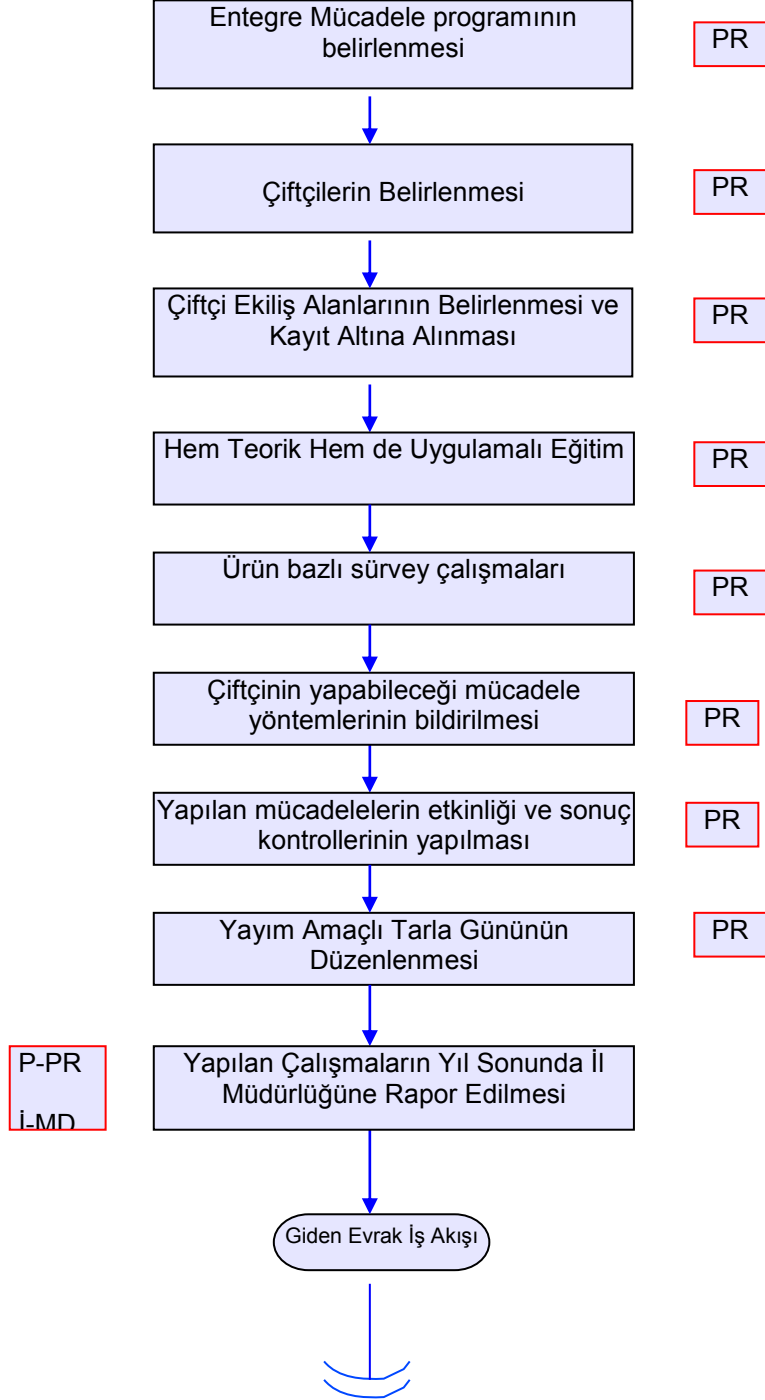 Entegre Mücadele programının
belirlenmesi
PR
Çiftçilerin Belirlenmesi
PR
Çiftçi Ekiliş Alanlarının Belirlenmesi ve
Kayıt Altına Alınması
PR
Hem Teorik Hem de Uygulamalı Eğitim
PR
Ürün bazlı sürvey çalışmaları
PR
Çiftçinin yapabileceği mücadele
yöntemlerinin bildirilmesi
PR
Yapılan mücadelelerin etkinliği ve sonuç
kontrollerinin yapılması
PR
Yayım Amaçlı Tarla Gününün
Düzenlenmesi
PR
P-PR
İ-MD
Yapılan Çalışmaların Yıl Sonunda İl
Müdürlüğüne Rapor Edilmesi
Giden Evrak İş Akışı